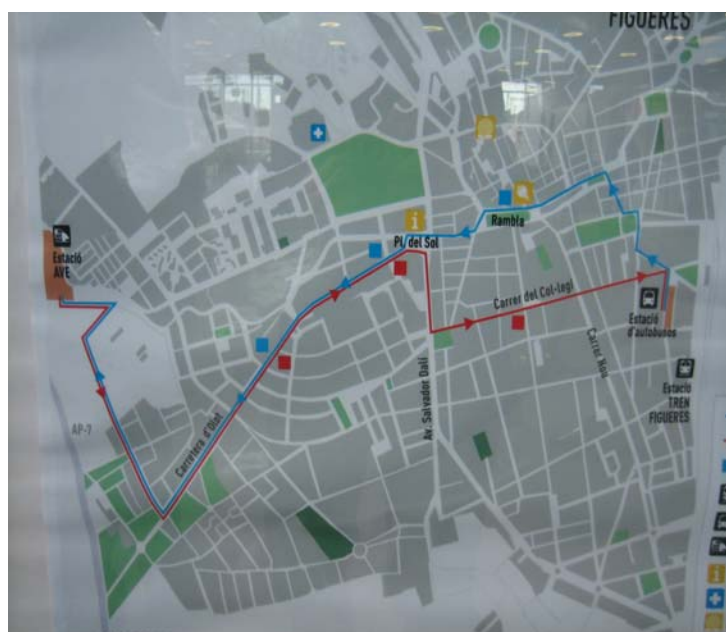 FIGUERES
i
Pl. del Sol
Rambla
Estació
AVE
Correr del Col·legi
Estació
d'autobusos
Carrer Nou
Av. Salvador Dalí
Estació
TREN
FIGUERES
Carretera d'Olot
AP-7
i